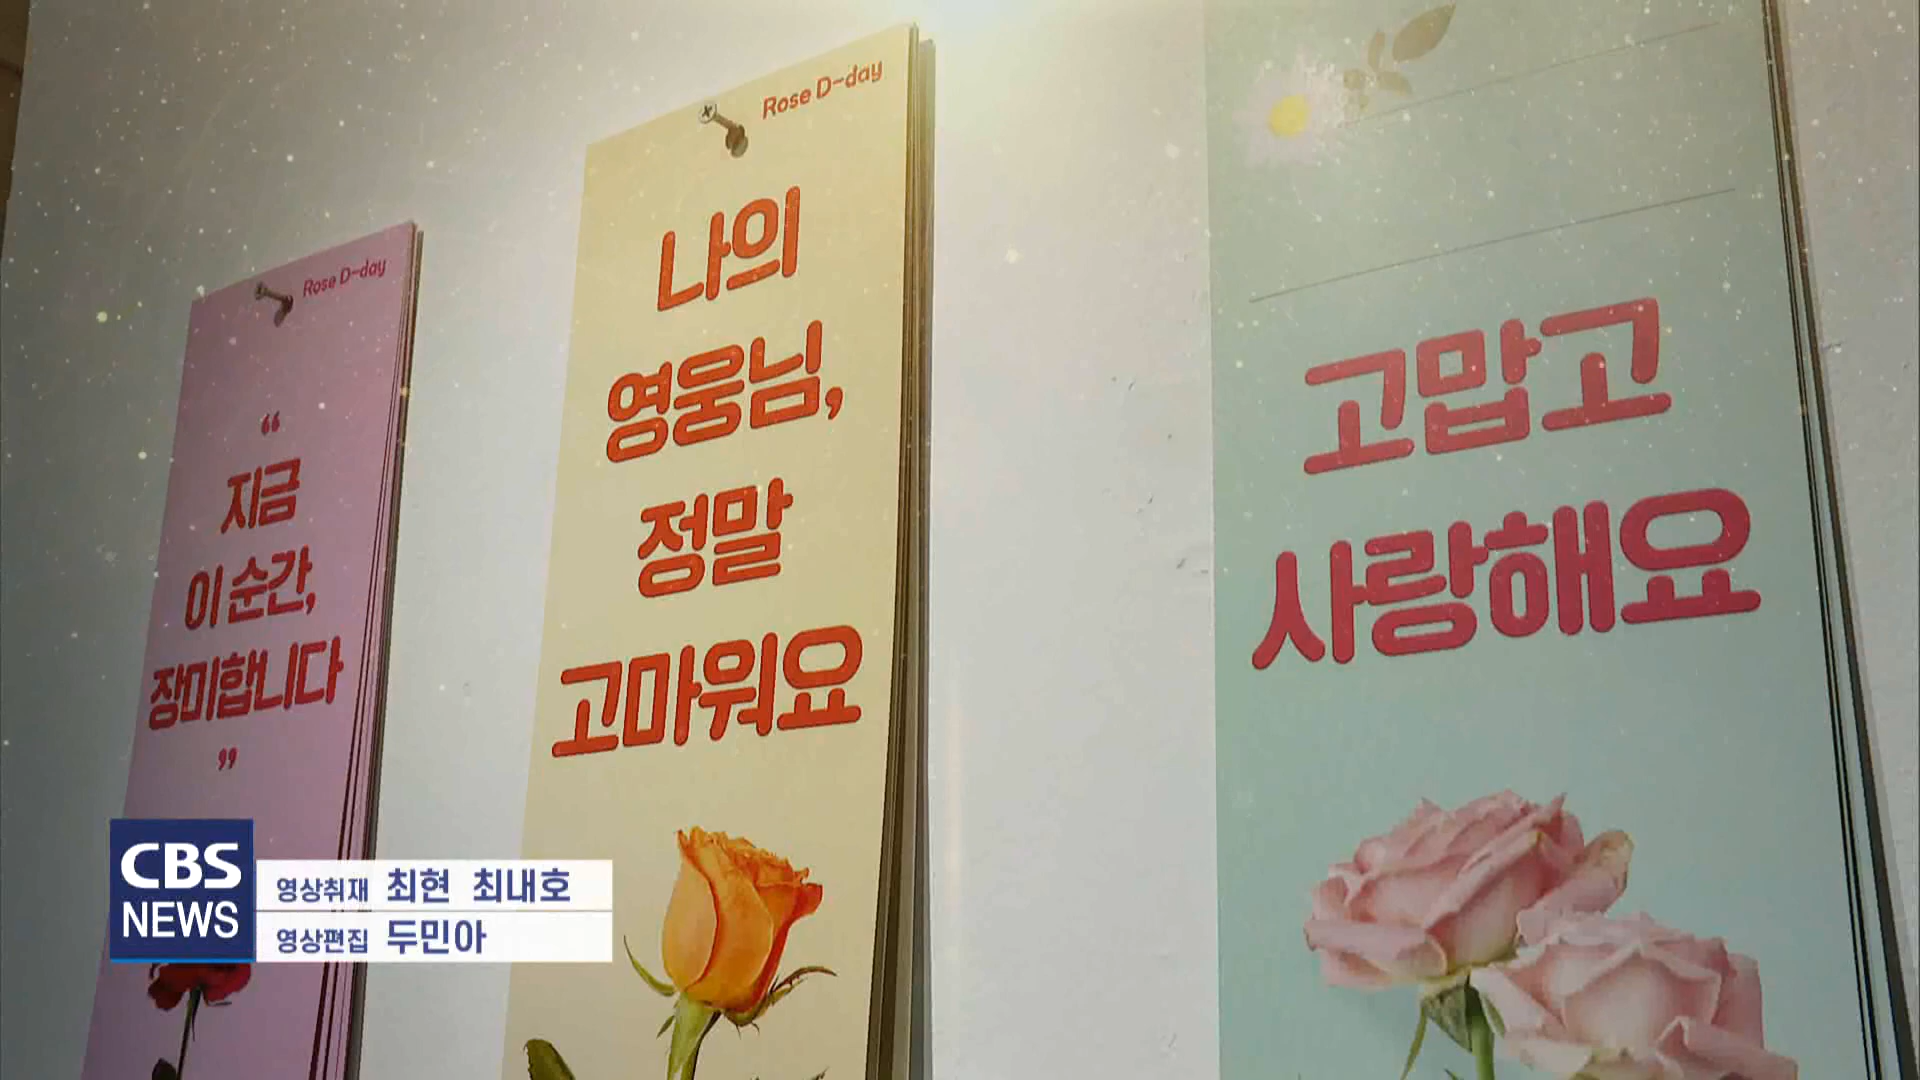 Rose D-day
“
지금
이 순간,
장미합니다
”
Rose D-day
나의
영웅님,
정말
고마워요
고맙고
사랑해요
CBS
NEWS
영상취재 최현 최내호
영상편집 두민아